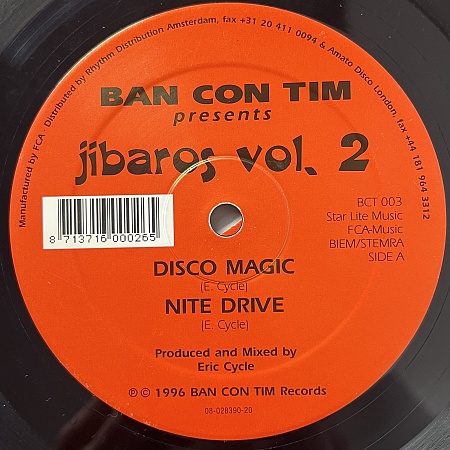 Manufactured by FCA · Distributed by Rhythm Distribution Amsterdam, fax +31 20 411 0094 & Amato Disco London, fax ++44 181 964 3312
BAN CON TIM
presents
jibaros vol. 2
8 713716 000265
BCT 003
Star Lite Music
FCA-Music
BIEM/STEMRA
SIDE A
DISCO MAGIC
(E. Cycle)
NITE DRIVE
(E. Cycle)
Produced and Mixed by
Eric Cycle
℗ © 1996 BAN CON TIM Records
08-028390-20